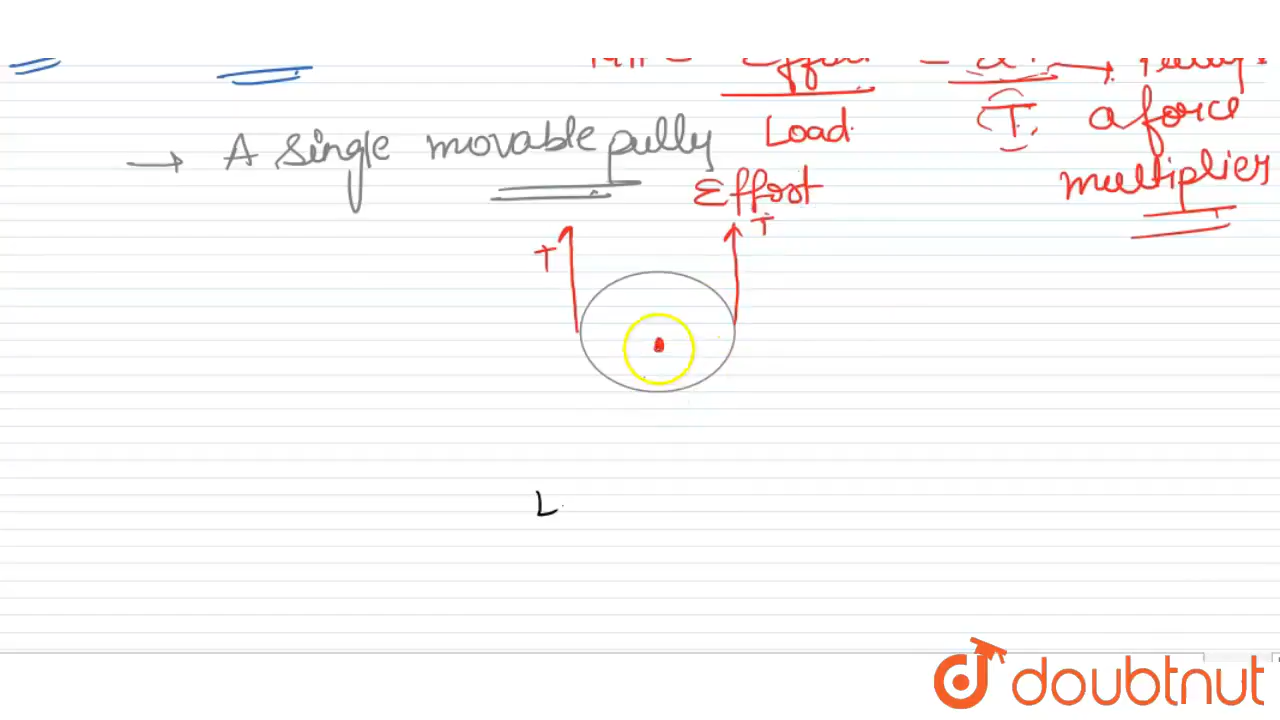 Load
(T)
a force
→ A single movable pully
multiplier
Effort
T
T
L
doubtnut